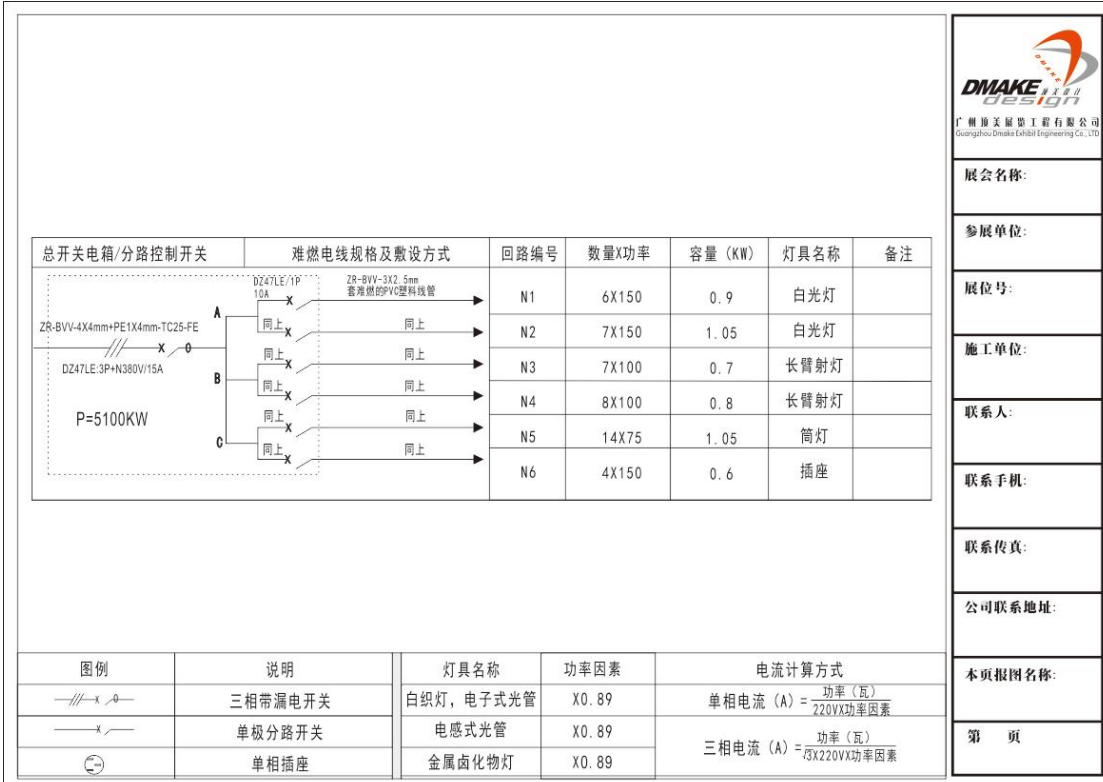 总开关电箱/分路控制开关 难燃电线规格及敷设方式 回路编号 数量X功率 容量（KW） 灯具名称 备注
DZ47LE/1P
10A
ZR-BVV-3X2.5mm
套难燃的PVC塑料线管
A
N1 6X150 0.9 白光灯
ZR-BVV-4X4mm+PE1X4mm-TC25-FE
同上 同上 N2 7X150 1.05 白光灯
DZ47LE:3P+N380V/15A
同上 同上 N3 7X100 0.7 长臂射灯
B
同上 同上 N4 8X100 0.8 长臂射灯
P=5100KW
同上 同上 N5 14X75 1.05 筒灯
C
同上 同上 N6 4X150 0.6 插座
图例 说明 灯具名称 功率因素 电流计算方式
三相带漏电开关 白织灯，电子式光管 X0.89 单相电流（A）=功率（瓦）
220VX功率因素
单极分路开关 电感式光管 X0.89
三相电流（A）=功率（瓦）
√3X220VX功率因素
单相插座 金属卤化物灯 X0.89
DMAKE
design
广州顶美展览工程有限公司
Guangzhou Dmake Exhibit Engineering Co., LTD
展会名称:
参展单位:
展位号:
施工单位:
联系人:
联系手机:
联系传真:
公司联系地址:
本页报图名称:
第 页